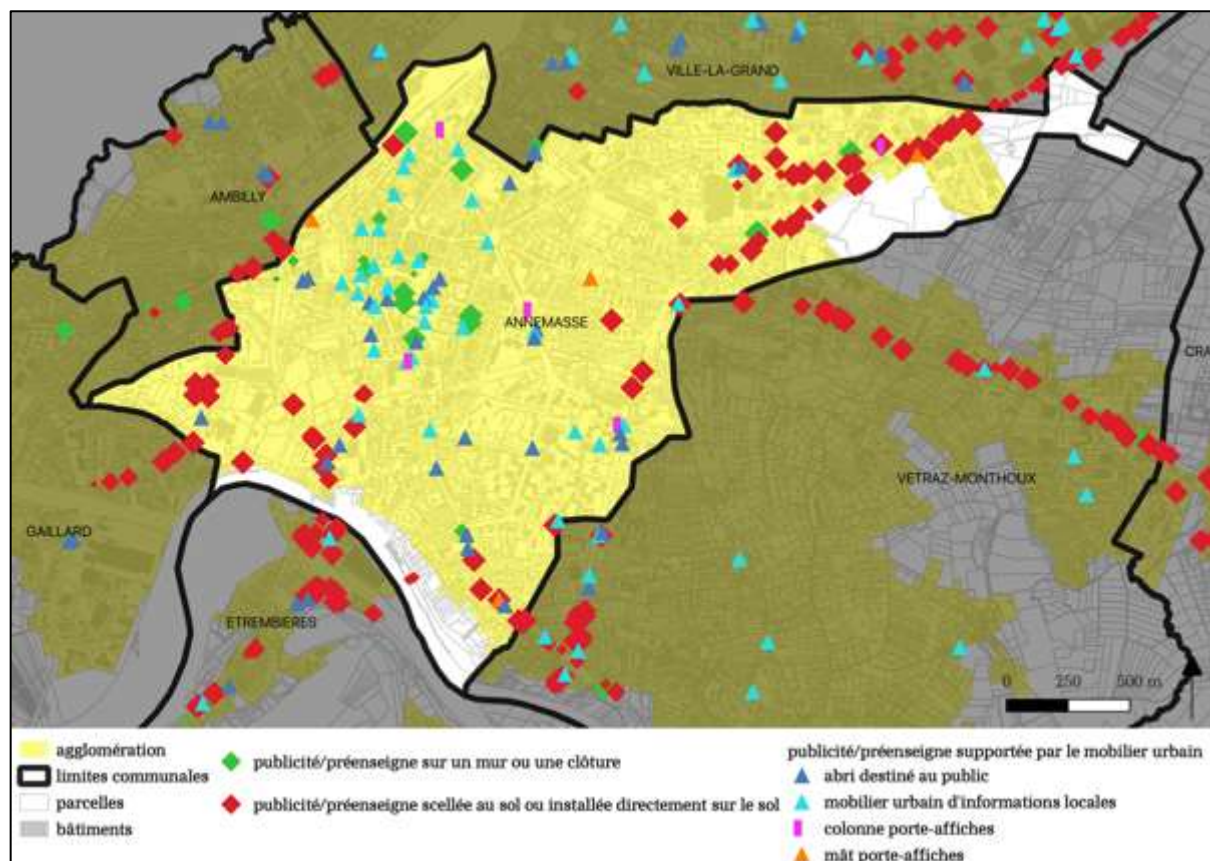 VILLE-LA-GRAND
AMBILLY
ANNEMASSE
CRA
VETRAZ-MONTHOUX
GAILLARD
ETREMBIERES
0 250 500 m
agglomération
limites communales
parcelles
bâtiments
publicité/préenseigne sur un mur ou une clôture
publicité/préenseigne scellée au sol ou installée directement sur le sol
publicité/préenseigne supportée par le mobilier urbain
abri destiné au public
mobilier urbain d'informations locales
colonne porte-affiches
mât porte-affiches